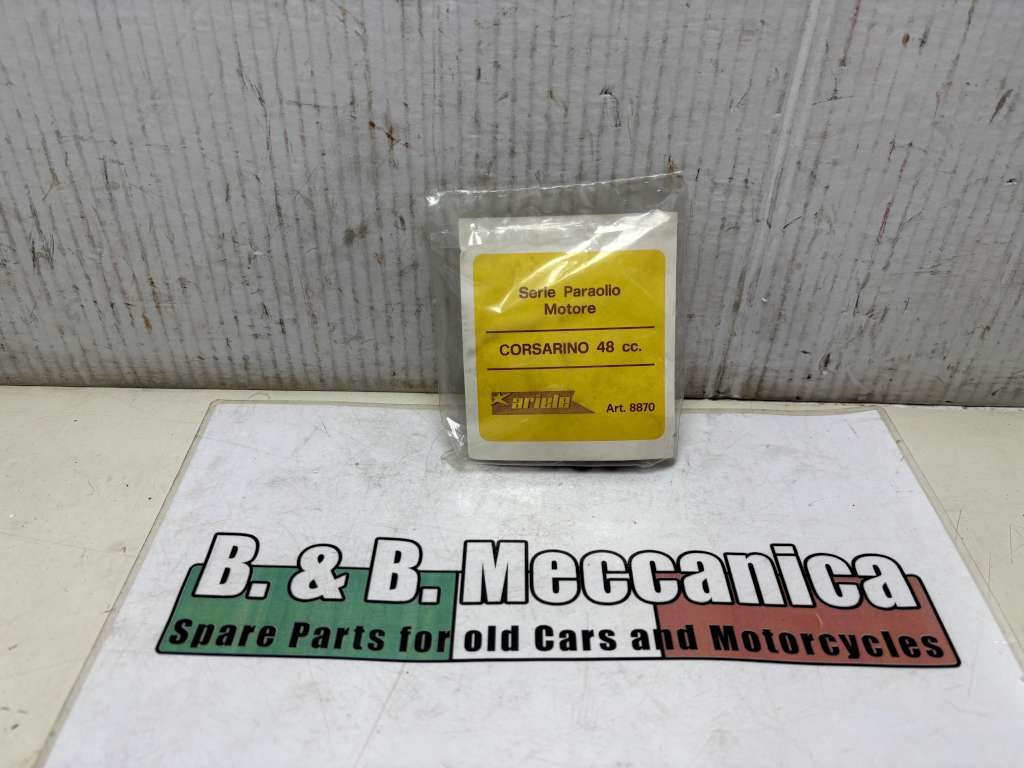 Serie Paraolio
Motore
CORSARINO 48 cc.
ariete
Art. 8870
B. & B. Meccanica
Spare Parts for old Cars and Motorcycles